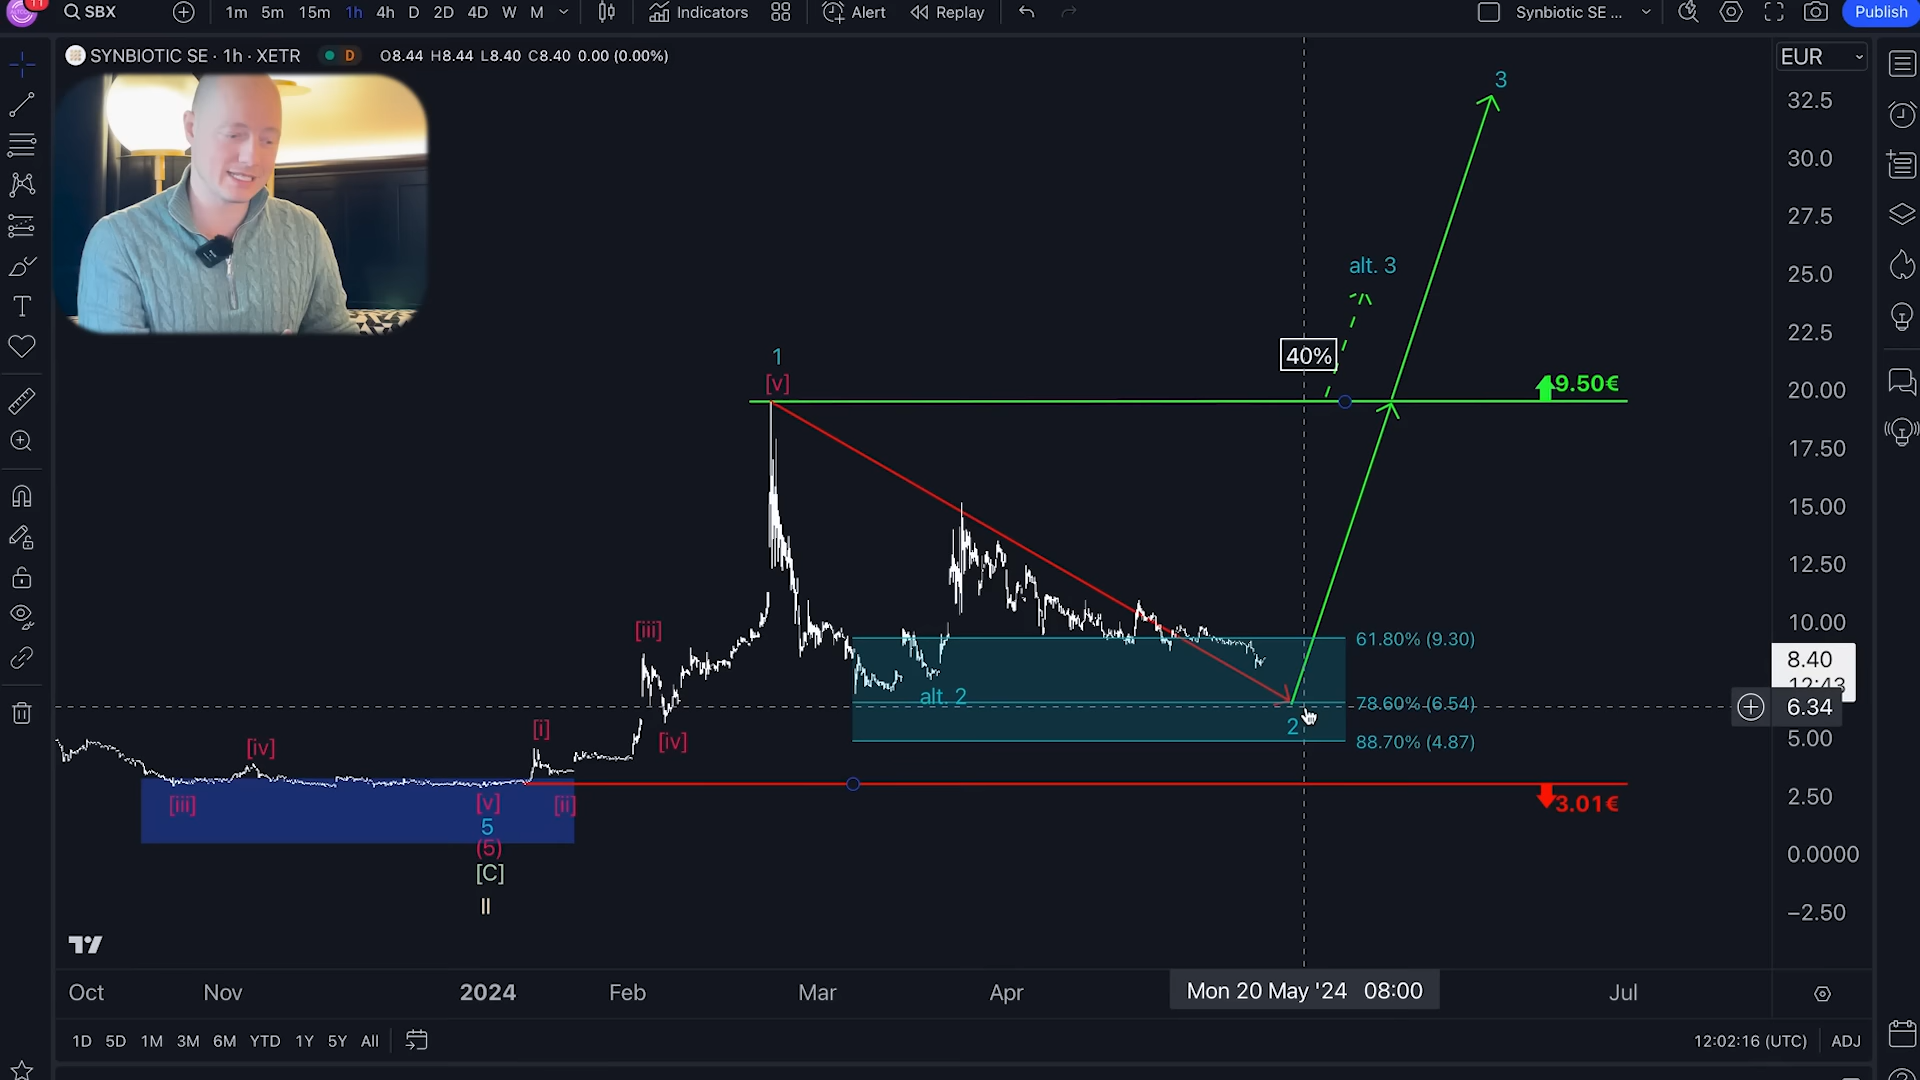 11
SBX
1m 5m 15m 1h 4h D 2D 4D W M
Indicators
Alert
Replay
Synbiotic SE ...
Publish
SYNBIOTIC SE · 1h · XETR
D
O8.44 H8.44 L8.40 C8.40 0.00 (0.00%)
EUR
32.5
30.0
27.5
25.0
22.5
20.00
17.50
15.00
12.50
10.00
8.40
12:43
6.34
5.00
2.50
0.0000
−2.50
3
alt. 3
40%
1
[v]
9.50€
[iii]
61.80% (9.30)
alt. 2
78.60% (6.54)
2
88.70% (4.87)
[i]
[iv]
[iv]
3.01€
[iii]
[v]
[ii]
5
(5)
[C]
II
Oct Nov 2024 Feb Mar Apr Mon 20 May '24 08:00 Jul
1D 5D 1M 3M 6M YTD 1Y 5Y All
12:02:16 (UTC) ADJ